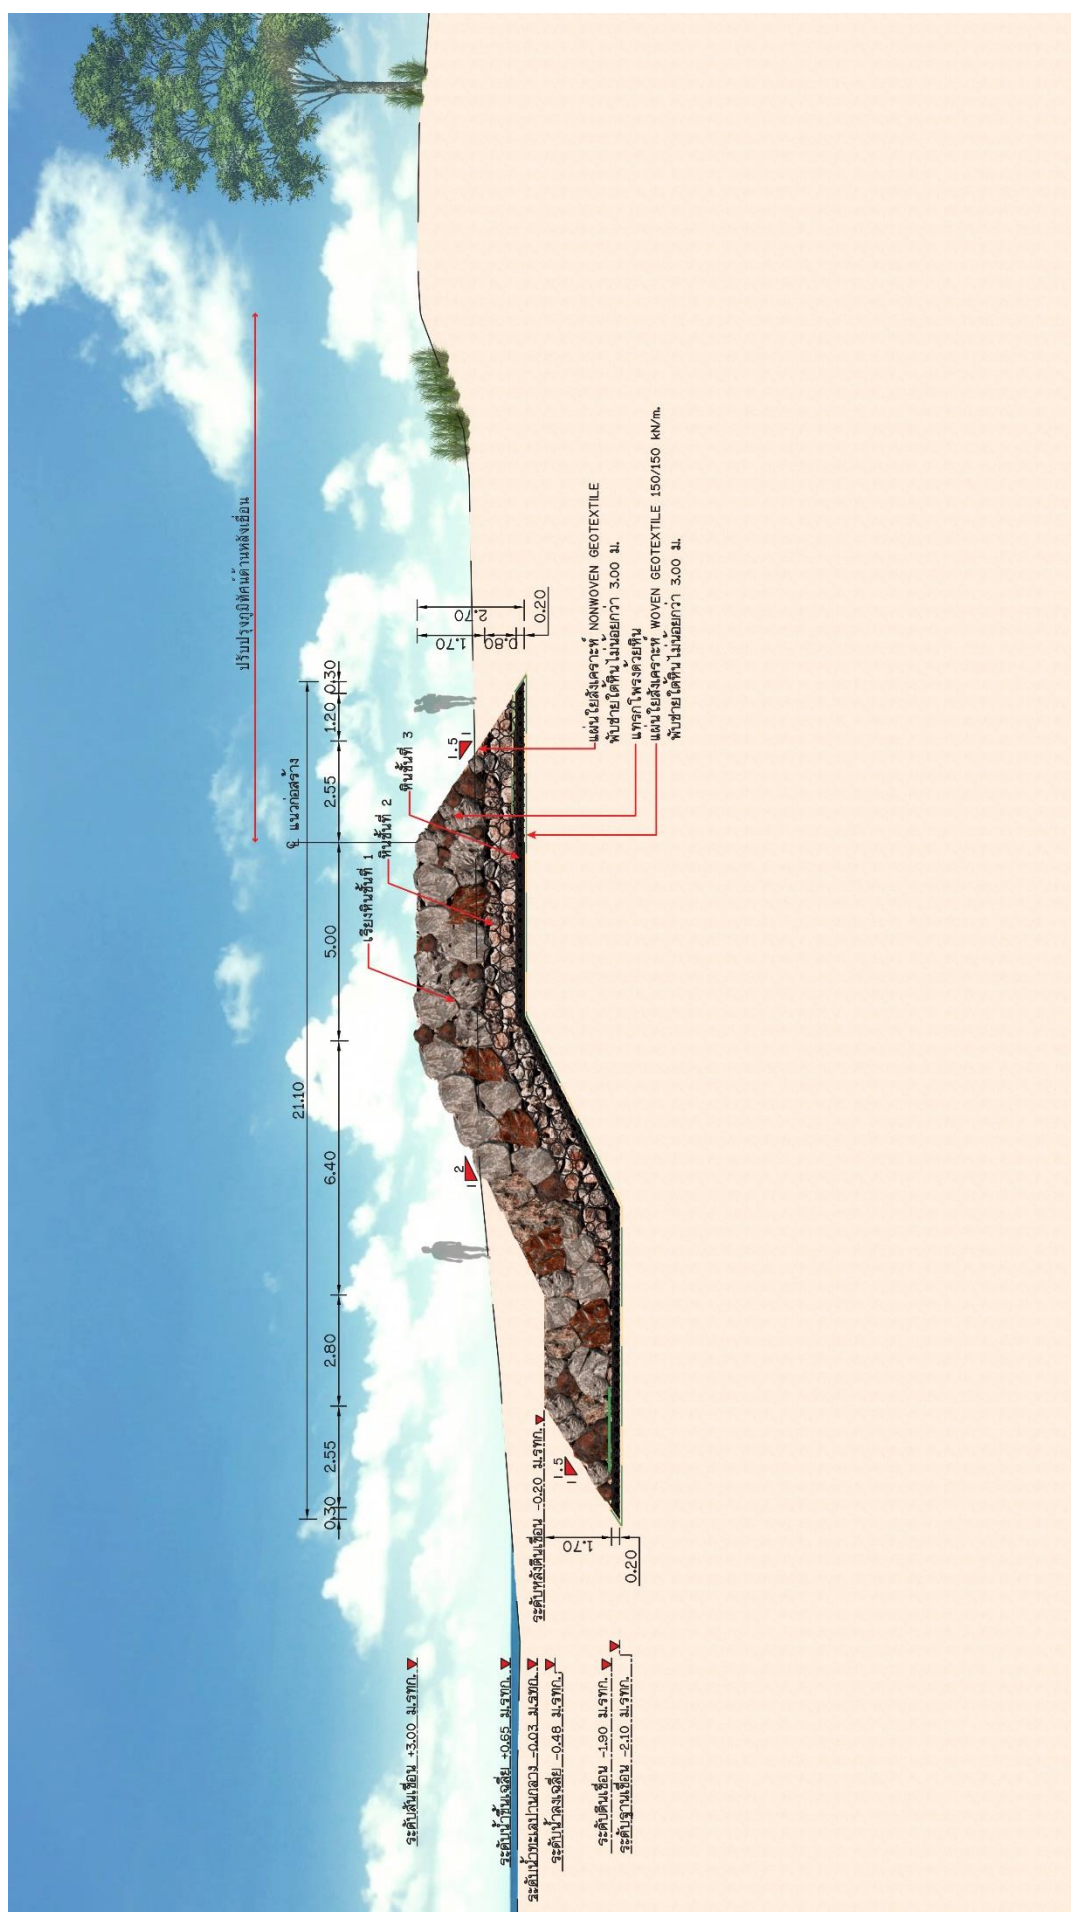 ปรับปรุงภูมิทัศน์ด้านหลังเขื่อน
℄ แนวก่อสร้าง
21.10
0.30
2.55
2.80
6.40
5.00
2.55
1.20
0.30
เรียงหินชั้นที่ 1
หินชั้นที่ 2
หินชั้นที่ 3
1
2
1.5
1
1.5
1
1.70
0.80
2.70
0.20
ระดับสันเขื่อน +3.00 ม.รทก.
ระดับน้ำขึ้นเฉลี่ย +0.65 ม.รทก.
ระดับน้ำทะเลปานกลาง -0.03 ม.รทก.
ระดับน้ำลงเฉลี่ย -0.48 ม.รทก.
ระดับหลังตีนเขื่อน -0.20 ม.รทก.
ระดับตีนเขื่อน -1.90 ม.รทก.
ระดับฐานเขื่อน -2.10 ม.รทก.
1.70
0.20
แผ่นใยสังเคราะห์ NONWOVEN GEOTEXTILE
พับชายใต้หินไม่น้อยกว่า 3.00 ม.
แทรกโพรงด้วยหิน
แผ่นใยสังเคราะห์ WOVEN GEOTEXTILE 150/150 kN/m.
พับชายใต้หินไม่น้อยกว่า 3.00 ม.